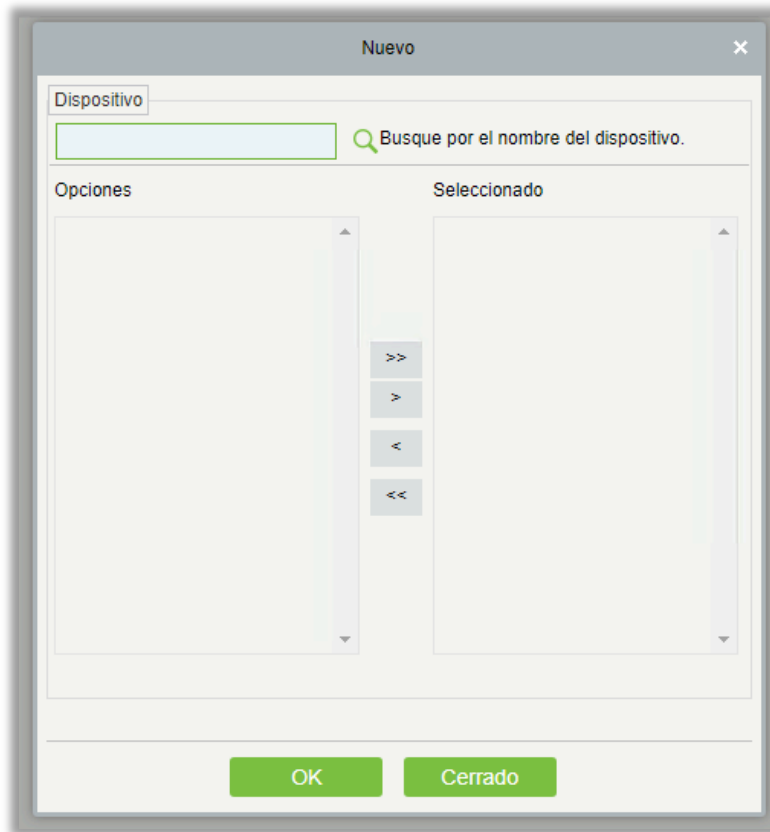 Nuevo ×
Dispositivo
Busque por el nombre del dispositivo.
Opciones Seleccionado
>>
>
<
<<
OK Cerrado